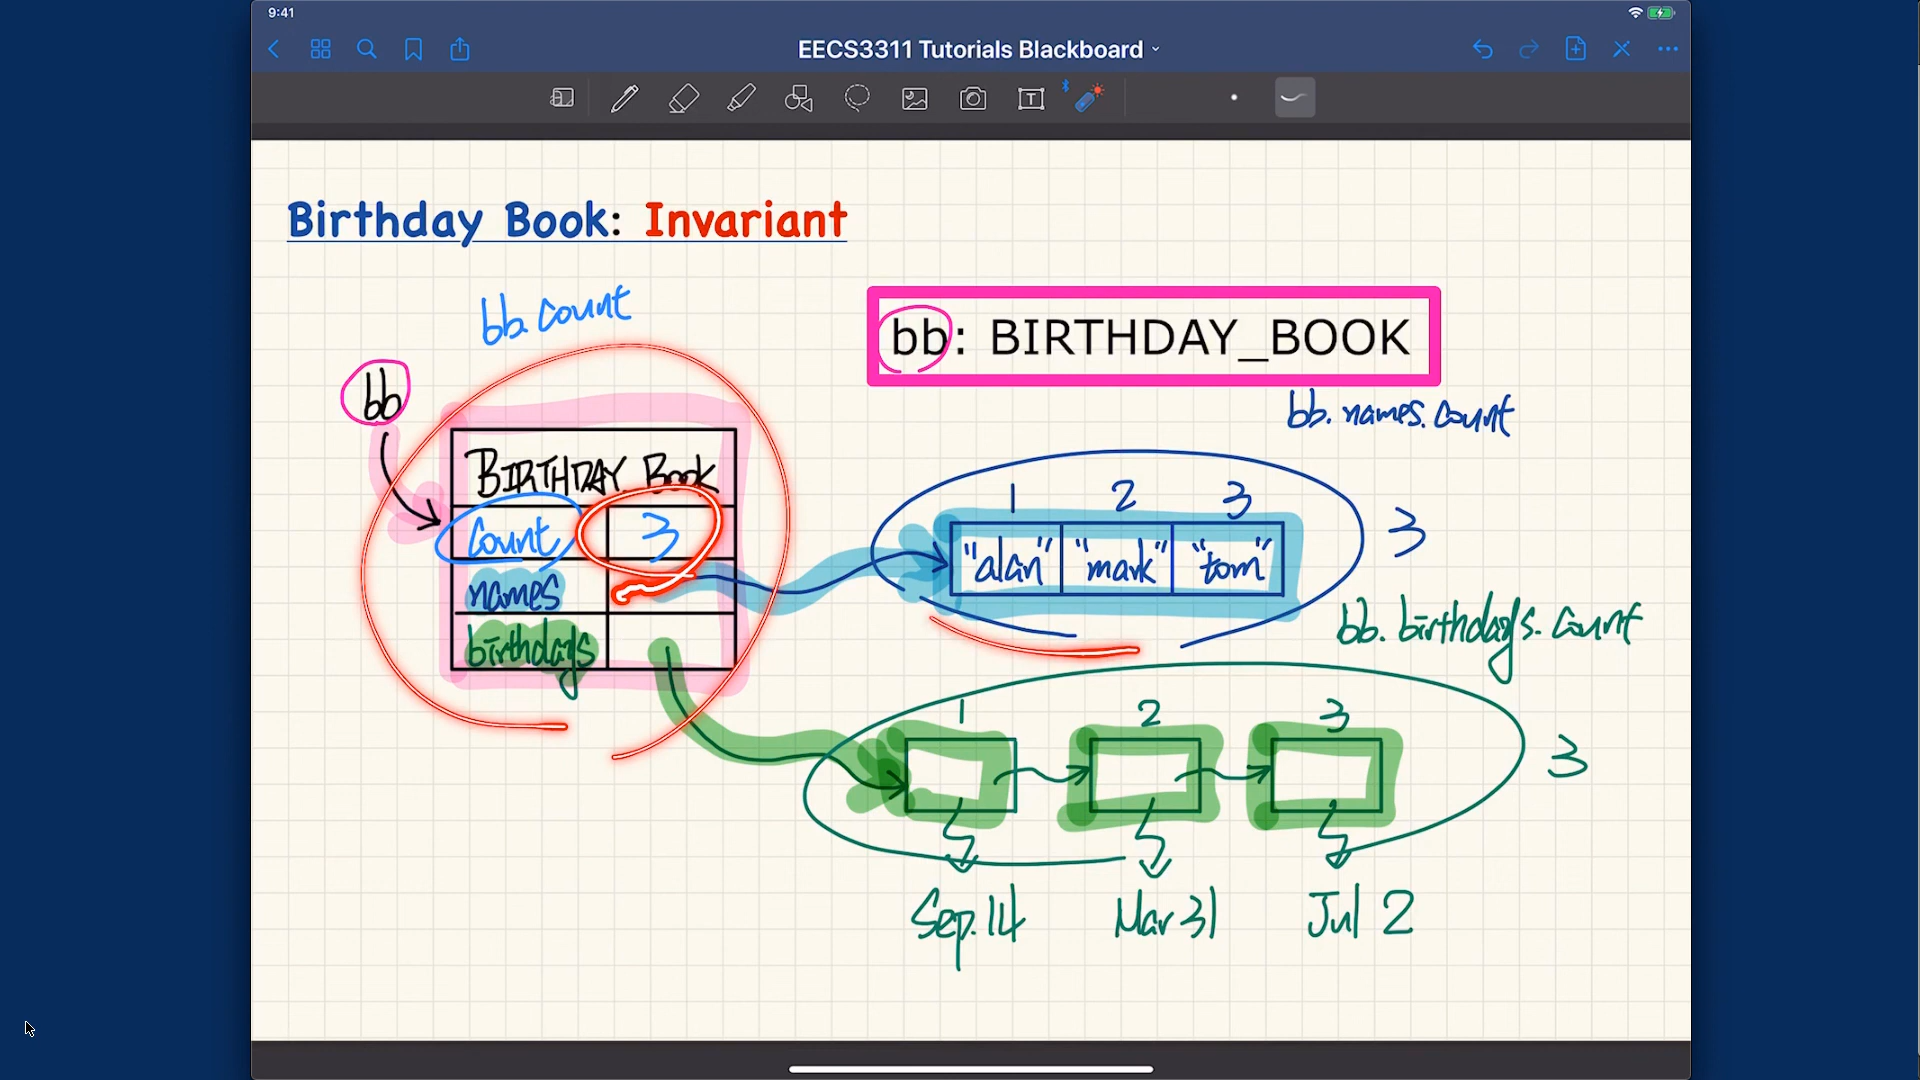 9:41
EECS3311 Tutorials Blackboard
Birthday Book: Invariant
bb.count
bb: BIRTHDAY_BOOK
bb
bb.names.count
BIRTHDAY_BOOK
1 2 3
count 3
"alan" "mark" "tom" 3
names
bb.birthdays.count
birthdays
1 2 3
3
Sep.14 Mar 31 Jul 2